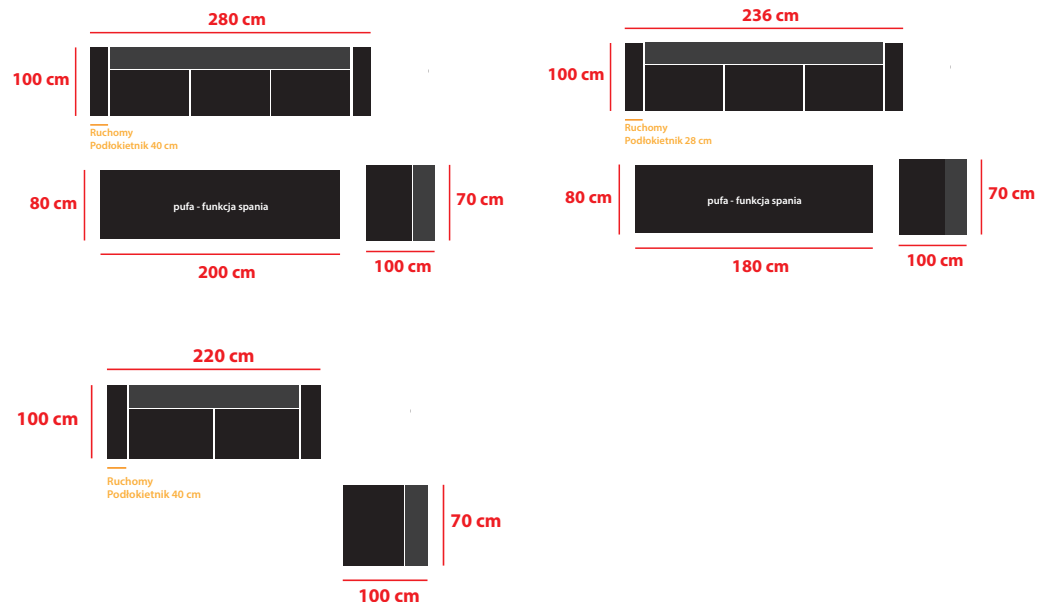 280 cm
100 cm
Ruchomy
Podłokietnik 40 cm
80 cm
pufa - funkcja spania
200 cm
70 cm
100 cm
236 cm
100 cm
Ruchomy
Podłokietnik 28 cm
80 cm
pufa - funkcja spania
180 cm
70 cm
100 cm
220 cm
100 cm
Ruchomy
Podłokietnik 40 cm
70 cm
100 cm